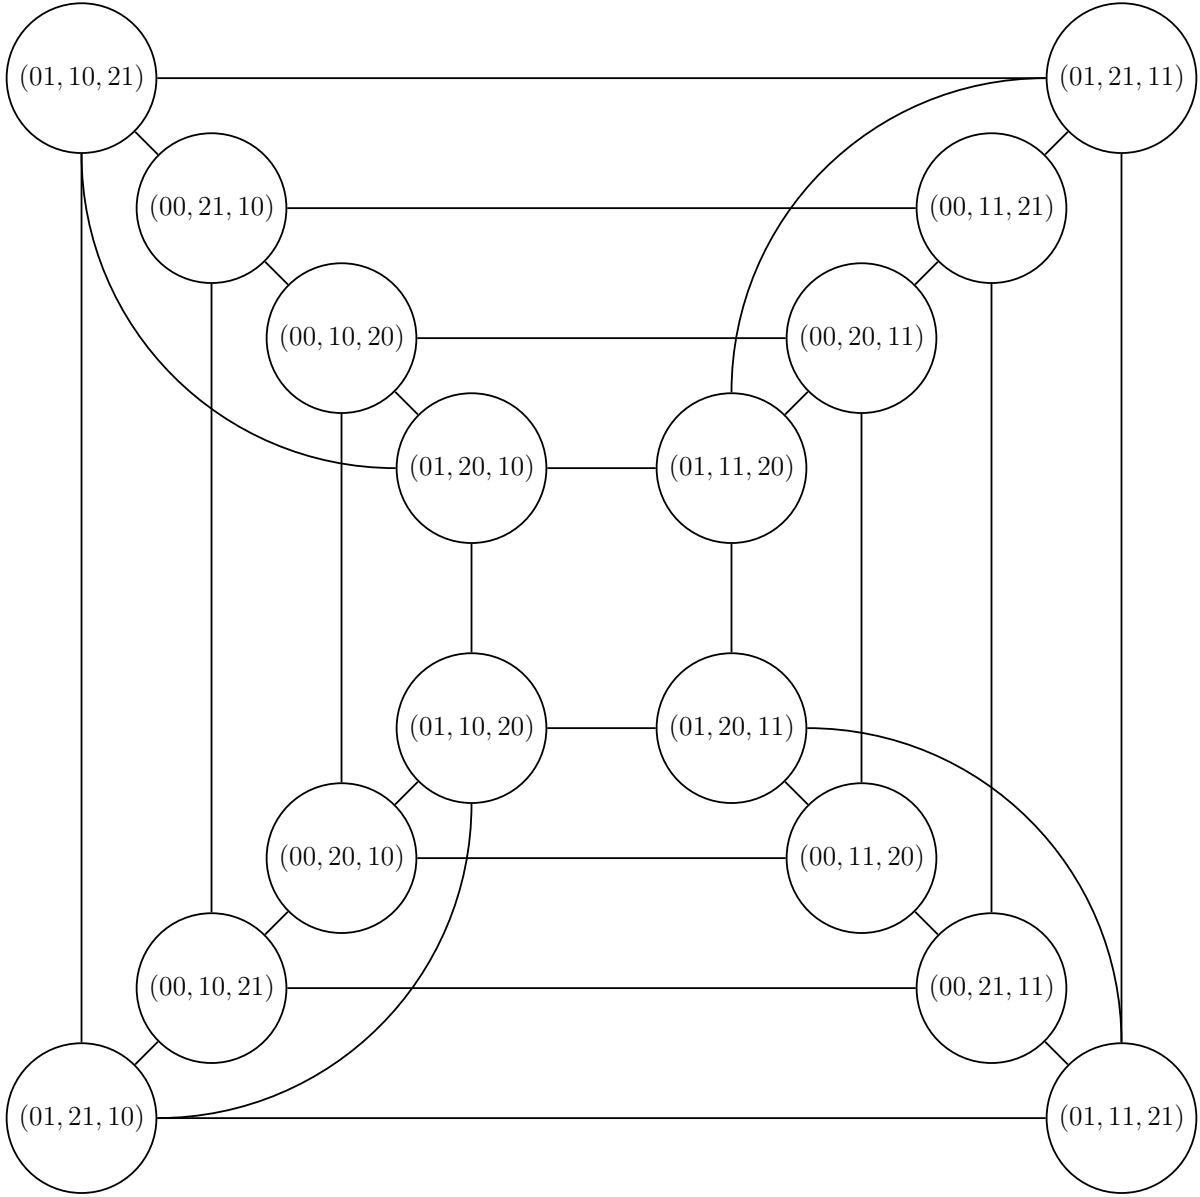 (01, 10, 21)
(01, 21, 11)
(00, 21, 10)
(00, 11, 21)
(00, 10, 20)
(00, 20, 11)
(01, 20, 10)
(01, 11, 20)
(01, 10, 20)
(01, 20, 11)
(00, 20, 10)
(00, 11, 20)
(00, 10, 21)
(00, 21, 11)
(01, 21, 10)
(01, 11, 21)